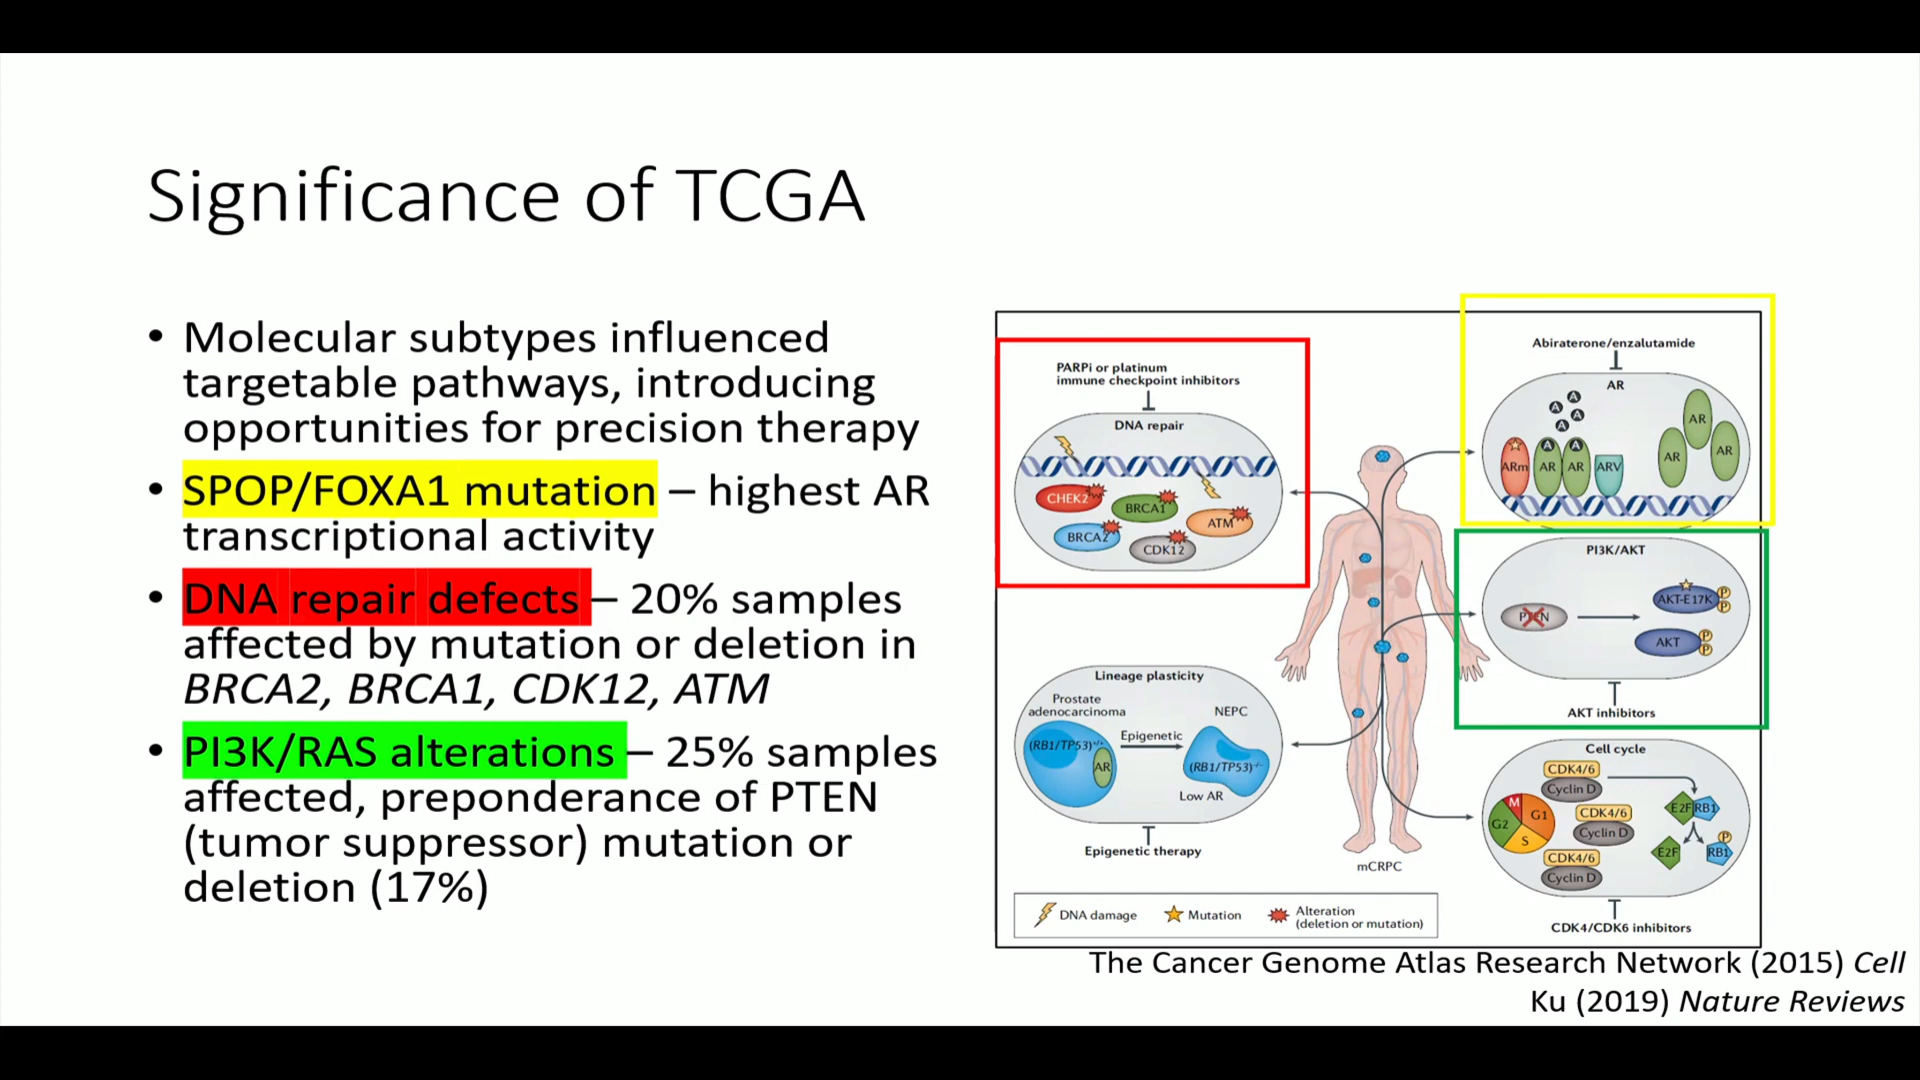 Significance of TCGA
• Molecular subtypes influenced
targetable pathways, introducing
opportunities for precision therapy
• SPOP/FOXA1 mutation – highest AR
transcriptional activity
• DNA repair defects – 20% samples
affected by mutation or deletion in
BRCA2, BRCA1, CDK12, ATM
• PI3K/RAS alterations – 25% samples
affected, preponderance of PTEN
(tumor suppressor) mutation or
deletion (17%)
PARPi or platinum
immune checkpoint inhibitors
DNA repair
CHEK2
BRCA1
ATM
BRCA2
CDK12
Abiraterone/enzalutamide
AR
A
A
A
A
A
A A
AR
AR
AR
ARm
AR
AR
ARV
PI3K/AKT
PTEN
AKT-E17K
P
P
AKT
P
P
AKT inhibitors
Lineage plasticity
Prostate
adenocarcinoma
NEPC
(RB1/TP53)+/+
AR
Epigenetic
(RB1/TP53)-/-
Low AR
Epigenetic therapy
Cell cycle
CDK4/6
Cyclin D
M
G1
G2
S
CDK4/6
Cyclin D
CDK4/6
Cyclin D
E2F
RB1
E2F
P
RB1
CDK4/CDK6 inhibitors
mCRPC
DNA damage
Mutation
Alteration
(deletion or mutation)
The Cancer Genome Atlas Research Network (2015) Cell
Ku (2019) Nature Reviews